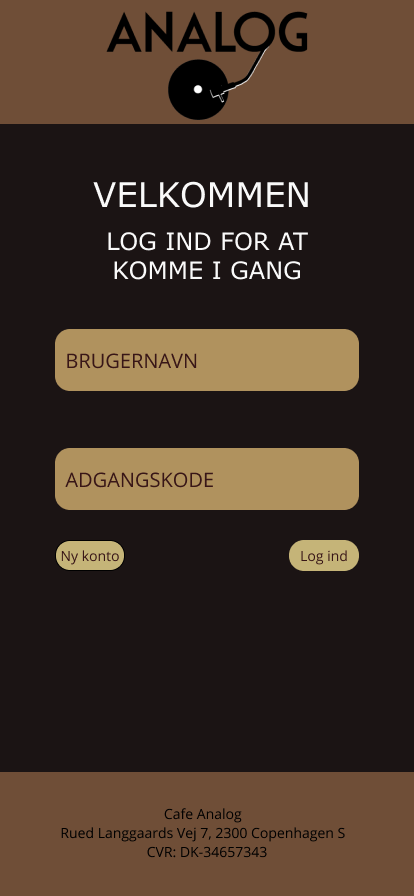 ANALOG
VELKOMMEN
LOG IND FOR AT
KOMME I GANG
BRUGERNAVN
ADGANGSKODE
Ny konto
Log ind
Cafe Analog
Rued Langgaards Vej 7, 2300 Copenhagen S
CVR: DK-34657343